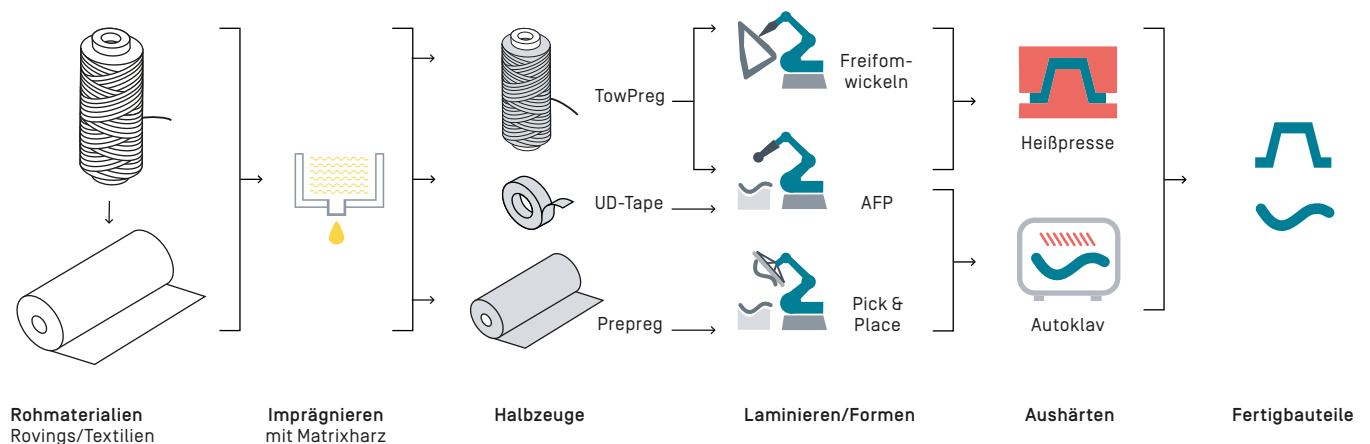 TowPreg
Freifom-
wickeln
UD-Tape
AFP
Prepreg
Pick &
Place
Heißpresse
Autoklav
Rohmaterialien
Rovings/Textilien
Imprägnieren
mit Matrixharz
Halbzeuge
Laminieren/Formen
Aushärten
Fertigbauteile